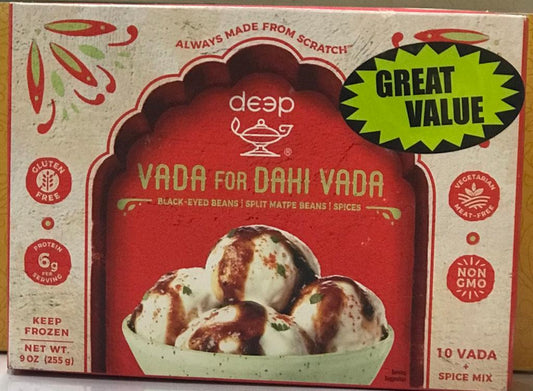 ALWAYS MADE FROM SCRATCH
deep
®
GREAT
VALUE
VADA FOR DAHI VADA
BLACK-EYED BEANS | SPLIT MATPE BEANS | SPICES
GLUTEN
FREE
PROTEIN
6g
PER
SERVING
VEGETARIAN
MEAT-FREE
NON
GMO
KEEP
FROZEN
NET WT.
9 OZ (255 g)
Serving
Suggestion
10 VADA
+
SPICE MIX